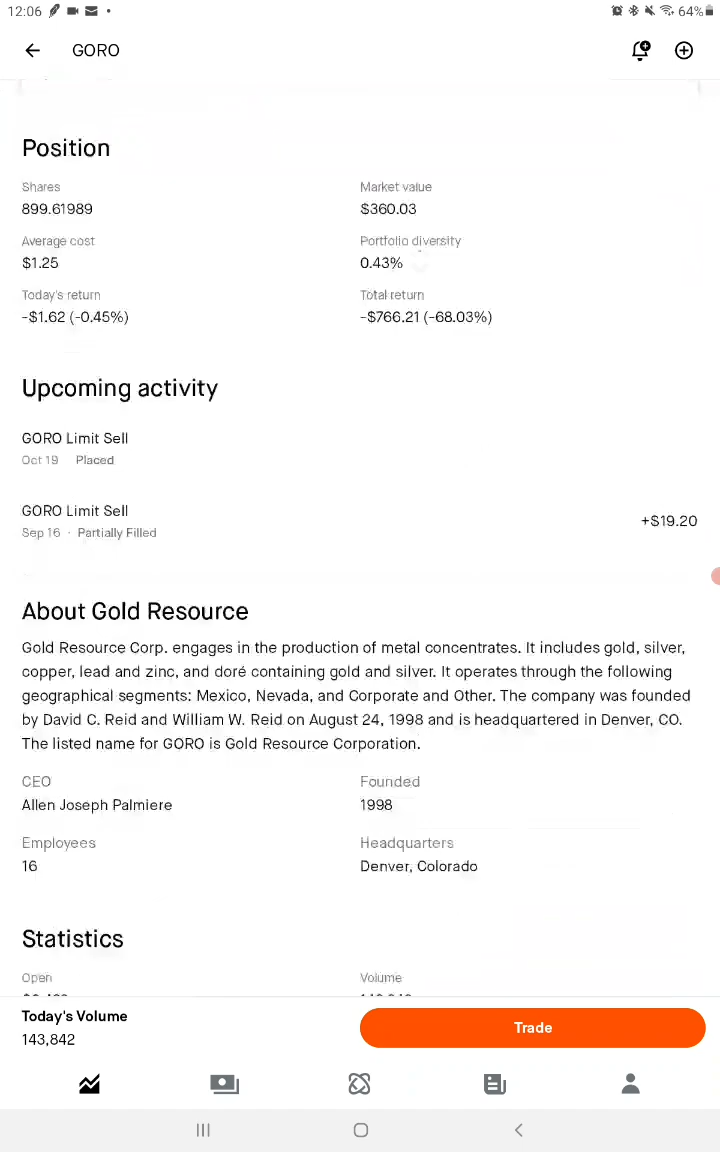 12:06 64%
GORO
Position
Shares Market value
899.61989 $360.03
Average cost Portfolio diversity
$1.25 0.43%
Today's return Total return
-$1.62 (-0.45%) -$766.21 (-68.03%)
Upcoming activity
GORO Limit Sell
Oct 19 Placed
GORO Limit Sell
Sep 16 · Partially Filled +$19.20
About Gold Resource
Gold Resource Corp. engages in the production of metal concentrates. It includes gold, silver,
copper, lead and zinc, and doré containing gold and silver. It operates through the following
geographical segments: Mexico, Nevada, and Corporate and Other. The company was founded
by David C. Reid and William W. Reid on August 24, 1998 and is headquartered in Denver, CO.
The listed name for GORO is Gold Resource Corporation.
CEO Founded
Allen Joseph Palmiere 1998
Employees Headquarters
16 Denver, Colorado
Statistics
Open Volume
Today's Volume
143,842
Trade